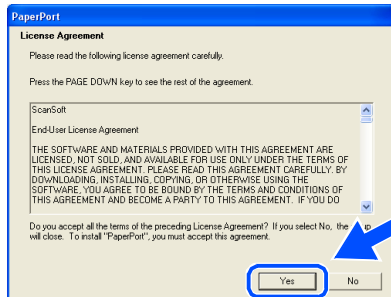 PaperPort
License Agreement
Please read the following license agreement carefully.
Press the PAGE DOWN key to see the rest of the agreement.
ScanSoft
End-User License Agreement
THE SOFTWARE AND MATERIALS PROVIDED WITH THIS AGREEMENT ARE
LICENSED, NOT SOLD, AND AVAILABLE FOR USE ONLY UNDER THE TERMS OF
THIS LICENSE AGREEMENT. PLEASE READ THIS AGREEMENT CAREFULLY. BY
DOWNLOADING, INSTALLING, COPYING, OR OTHERWISE USING THE
SOFTWARE, YOU AGREE TO BE BOUND BY THE TERMS AND CONDITIONS OF
THIS AGREEMENT AND BECOME A PARTY TO THIS AGREEMENT. IF YOU DO
Do you accept all the terms of the preceding License Agreement? If you select No, the
will close. To install "PaperPort", you must accept this agreement.
Yes
No